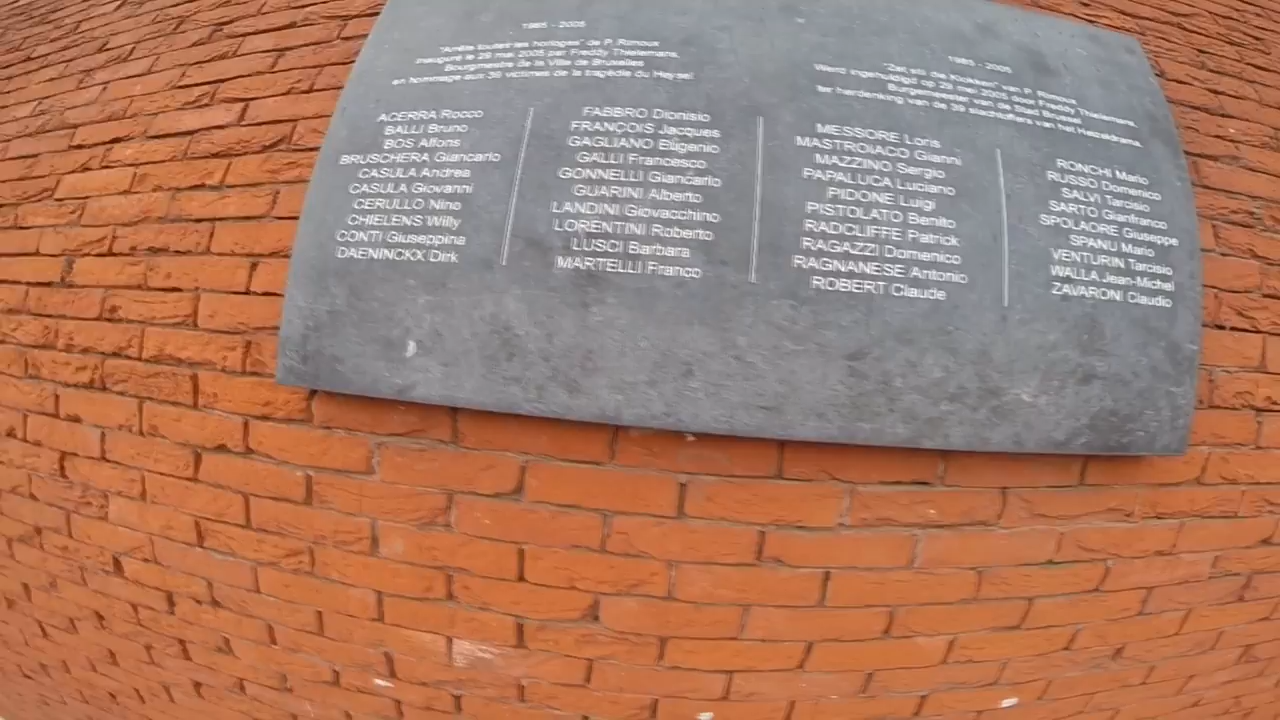 1985 - 2005
"Arrête toutes les horloges" de P. Rimoux
inauguré le 29 mai 2005 par Freddy Thielemans,
Bourgmestre de la Ville de Bruxelles
en hommage aux 39 victimes de la tragédie du Heysel
ACERRA Rocco
BALLI Bruno
BOS Alfons
BRUSCHERA Giancarlo
CASULA Andrea
CASULA Giovanni
CERULLO Nino
CHIELENS Willy
CONTI Giuseppina
DAENINCKX Dirk
FABBRO Dionisio
FRANÇOIS Jacques
GAGLIANO Eugenio
GALLI Francesco
GONNELLI Giancarlo
GUARINI Alberto
LANDINI Giovacchino
LORENTINI Roberto
LUSCI Barbara
MARTELLI Franco
1985 - 2005
"Zet stil de Klokken" van P. Rimoux
Werd ingehuldigd op 29 mei 2005 door Freddy Thielemans,
Burgemeester van de Stad Brussel
ter herdenking van de 39 slachtoffers van het Heizeldrama.
MESSORE Loris
MASTROIACO Gianni
MAZZINO Sergio
PAPALUCA Luciano
PIDONE Luigi
PISTOLATO Benito
RADCLIFFE Patrick
RAGAZZI Domenico
RAGNANESE Antonio
ROBERT Claude
RONCHI Mario
RUSSO Domenico
SALVI Tarcisio
SARTO Gianfranco
SPOLAORE Giuseppe
SPANU Mario
VENTURIN Tarcisio
WALLA Jean-Michel
ZAVARONI Claudio